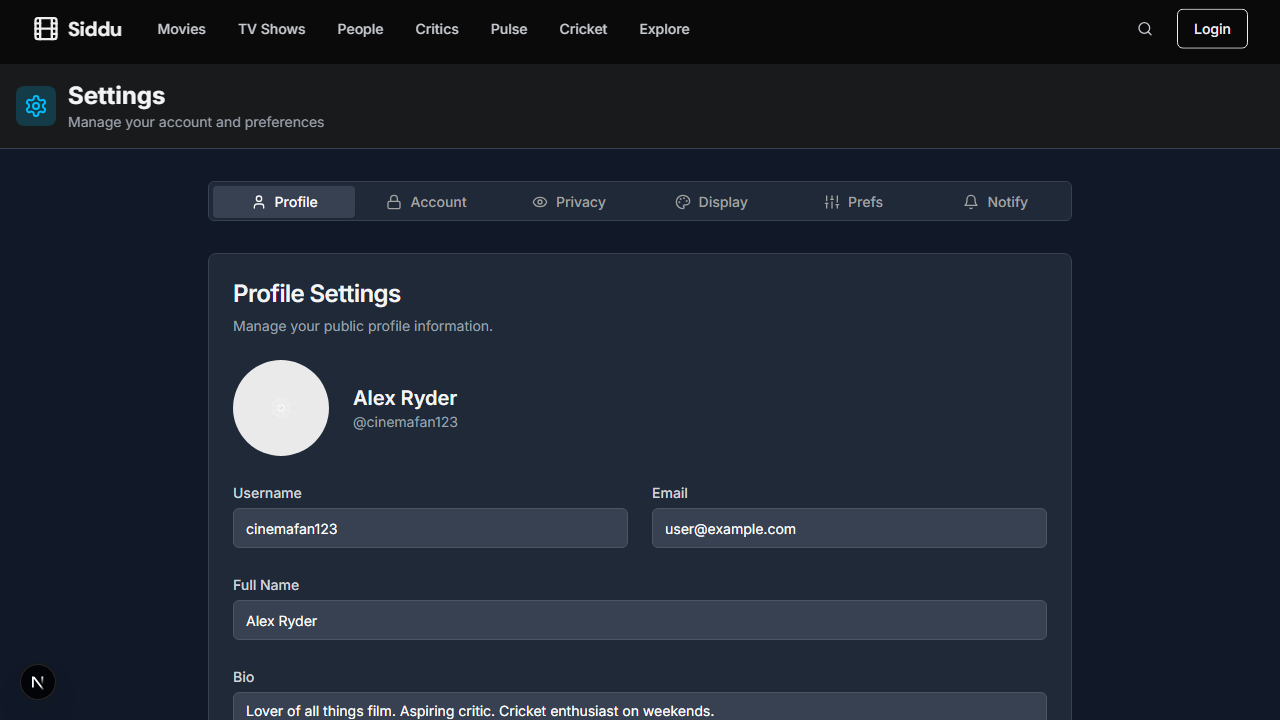 Siddu
Movies
TV Shows
People
Critics
Pulse
Cricket
Explore
Login
Settings
Manage your account and preferences
Profile
Account
Privacy
Display
Prefs
Notify
Profile Settings
Manage your public profile information.
Alex Ryder
@cinemafan123
Username
cinemafan123
Email
user@example.com
Full Name
Alex Ryder
Bio
Lover of all things film. Aspiring critic. Cricket enthusiast on weekends.
N